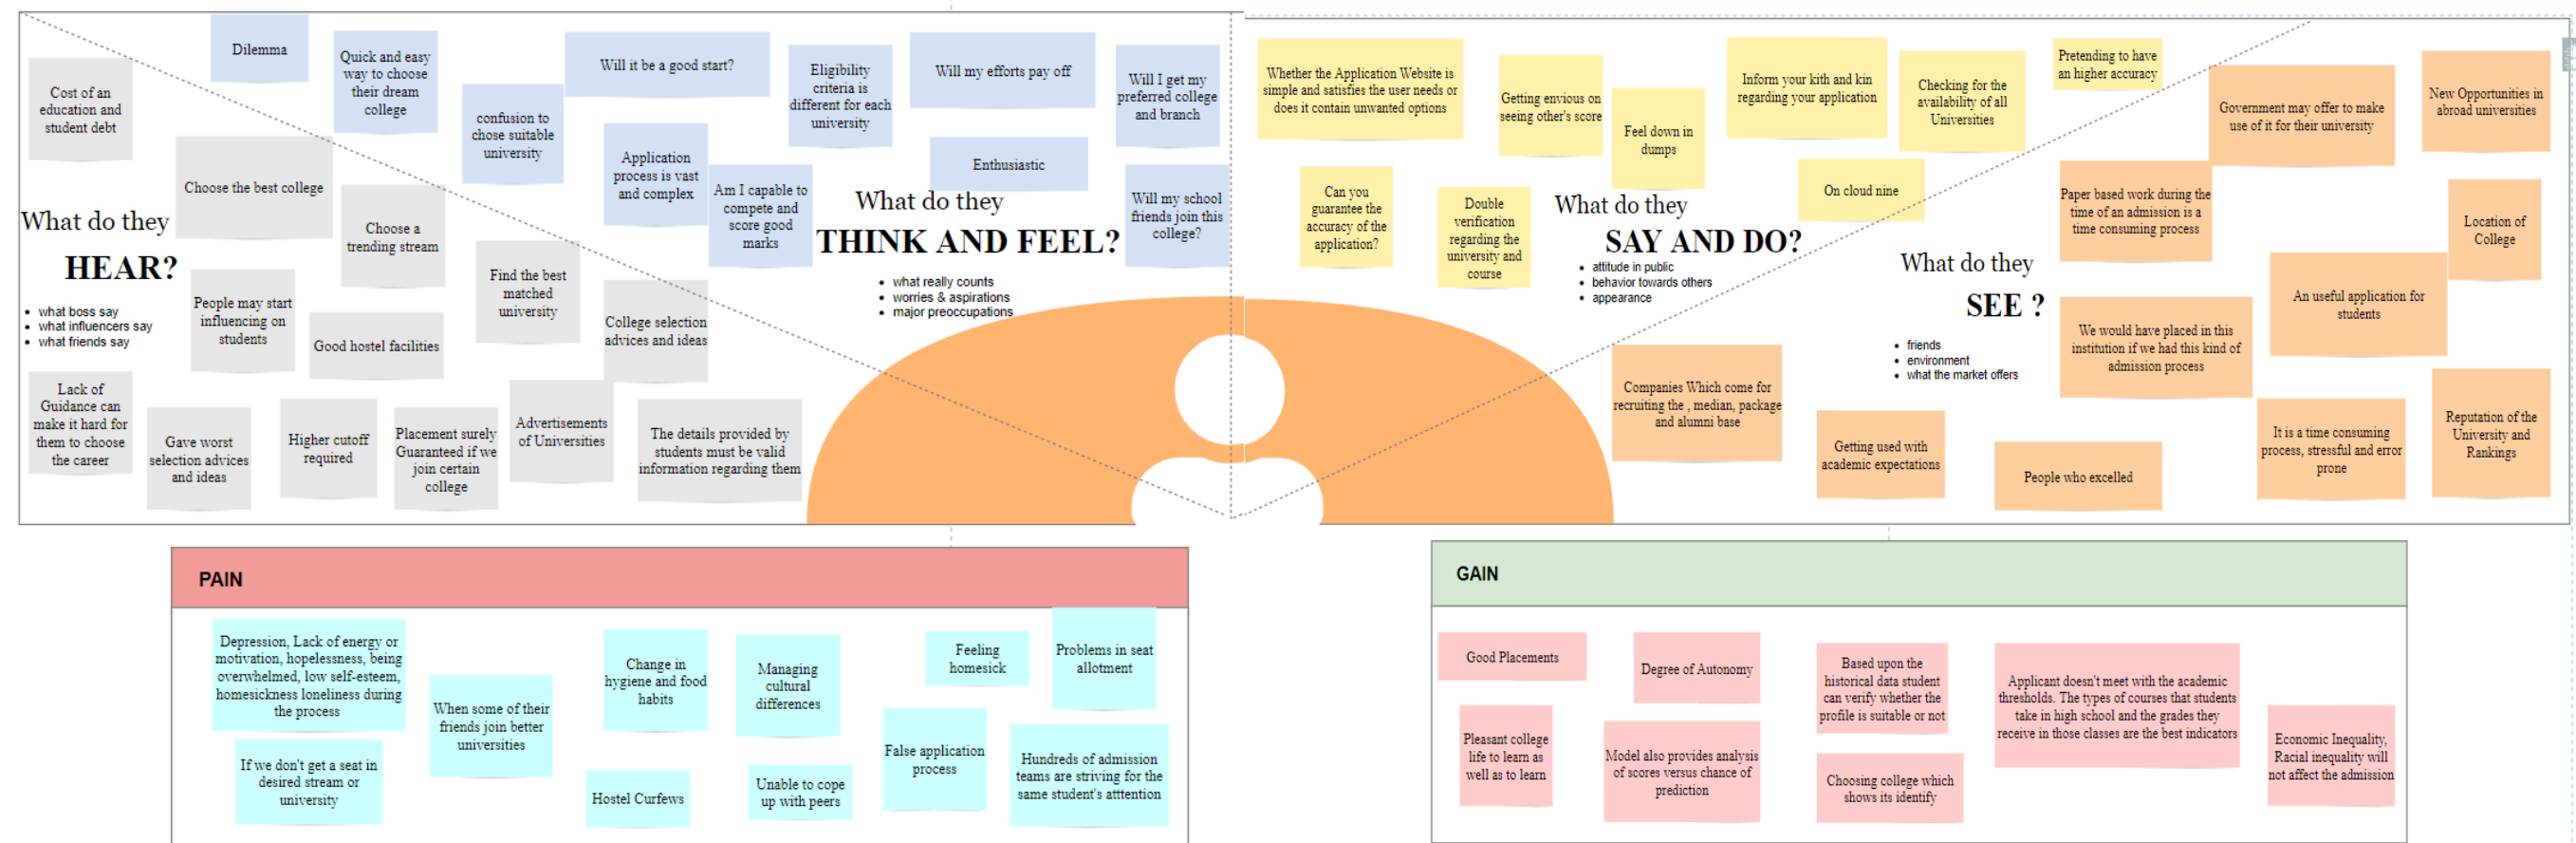 Cost of an
education and
student debt
Choose the best college
What do they
HEAR?
what boss say
what influencers say
what friends say
Choose a
trending stream
People may start
influencing on
students
Good hostel facilities
Find the best
matched
university
College selection
advices and ideas
Lack of
Guidance can
make it hard for
them to choose
the career
Gave worst
selection advices
and ideas
Higher cutoff
required
Placement surely
Guaranteed if we
join certain
college
Advertisements
of Universities
The details provided by
students must be valid
information regarding them
Dilemma
Quick and easy
way to choose
their dream
college
confusion to
chose suitable
university
Will it be a good start?
Application
process is vast
and complex
Am I capable to
compete and
score good
marks
Eligibility
criteria is
different for each
university
Will my efforts pay off
Enthusiastic
Will I get my
preferred college
and branch
Will my school
friends join this
college?
What do they
THINK AND FEEL?
what really counts
worries & aspirations
major preoccupations
Whether the Application Website is
simple and satisfies the user needs or
does it contain unwanted options
Getting envious on
seeing other's score
Feel down in
dumps
Inform your kith and kin
regarding your application
Checking for the
availability of all
Universities
Pretending to have
an higher accuracy
Can you
guarantee the
accuracy of the
application?
Double
verification
regarding the
university and
course
On cloud nine
What do they
SAY AND DO?
attitude in public
behavior towards others
appearance
Government may offer to make
use of it for their university
New Opportunities in
abroad universities
Paper based work during the
time of an admission is a
time consuming process
Location of
College
What do they
SEE ?
friends
environment
what the market offers
An useful application for
students
We would have placed in this
institution if we had this kind of
admission process
Companies Which come for
recruiting the , median, package
and alumni base
Getting used with
academic expectations
People who excelled
It is a time consuming
process, stressful and error
prone
Reputation of the
University and
Rankings
PAIN
Depression, Lack of energy or
motivation, hopelessness, being
overwhelmed, low self-esteem,
homesickness loneliness during
the process
If we don't get a seat in
desired stream or
university
When some of their
friends join better
universities
Change in
hygiene and food
habits
Hostel Curfews
Managing
cultural
differences
Unable to cope
up with peers
Feeling
homesick
False application
process
Problems in seat
allotment
Hundreds of admission
teams are striving for the
same student's atttention
GAIN
Good Placements
Pleasant college
life to learn as
well as to learn
Degree of Autonomy
Model also provides analysis
of scores versus chance of
prediction
Based upon the
historical data student
can verify whether the
profile is suitable or not
Choosing college which
shows its identify
Applicant doesn't meet with the academic
thresholds. The types of courses that students
take in high school and the grades they
receive in those classes are the best indicators
Economic Inequality,
Racial inequality will
not affect the admission